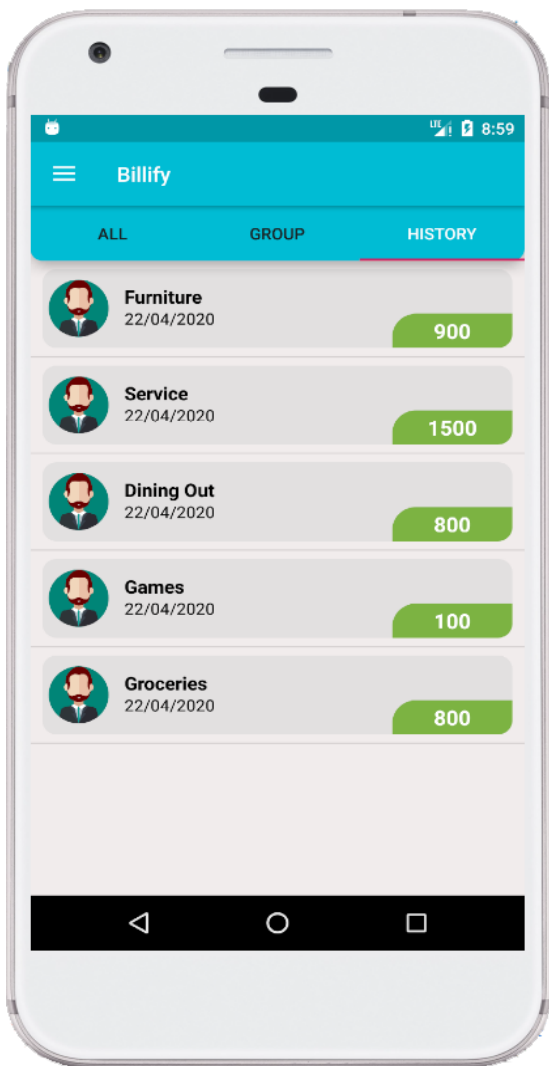 LTE 8:59
Billify
ALL GROUP HISTORY
Furniture
22/04/2020
900
Service
22/04/2020
1500
Dining Out
22/04/2020
800
Games
22/04/2020
100
Groceries
22/04/2020
800